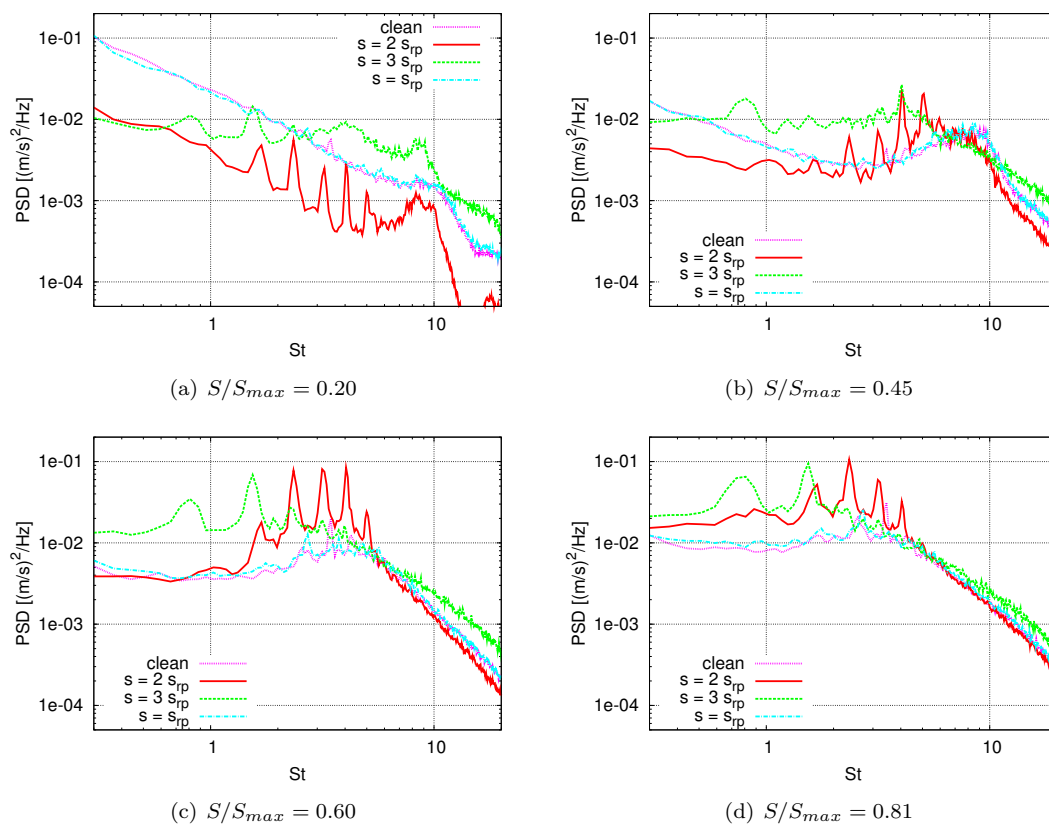 1e-01
1e-02
1e-03
1e-04
PSD [(m/s)²/Hz]
clean
s = 2 s_rp
s = 3 s_rp
s = s_rp
1 10
St
(a) S/S_max = 0.20
1e-01
1e-02
1e-03
1e-04
PSD [(m/s)²/Hz]
clean
s = 2 s_rp
s = 3 s_rp
s = s_rp
1 10
St
(b) S/S_max = 0.45
1e-01
1e-02
1e-03
1e-04
PSD [(m/s)²/Hz]
clean
s = 2 s_rp
s = 3 s_rp
s = s_rp
1 10
St
(c) S/S_max = 0.60
1e-01
1e-02
1e-03
1e-04
PSD [(m/s)²/Hz]
clean
s = 2 s_rp
s = 3 s_rp
s = s_rp
1 10
St
(d) S/S_max = 0.81